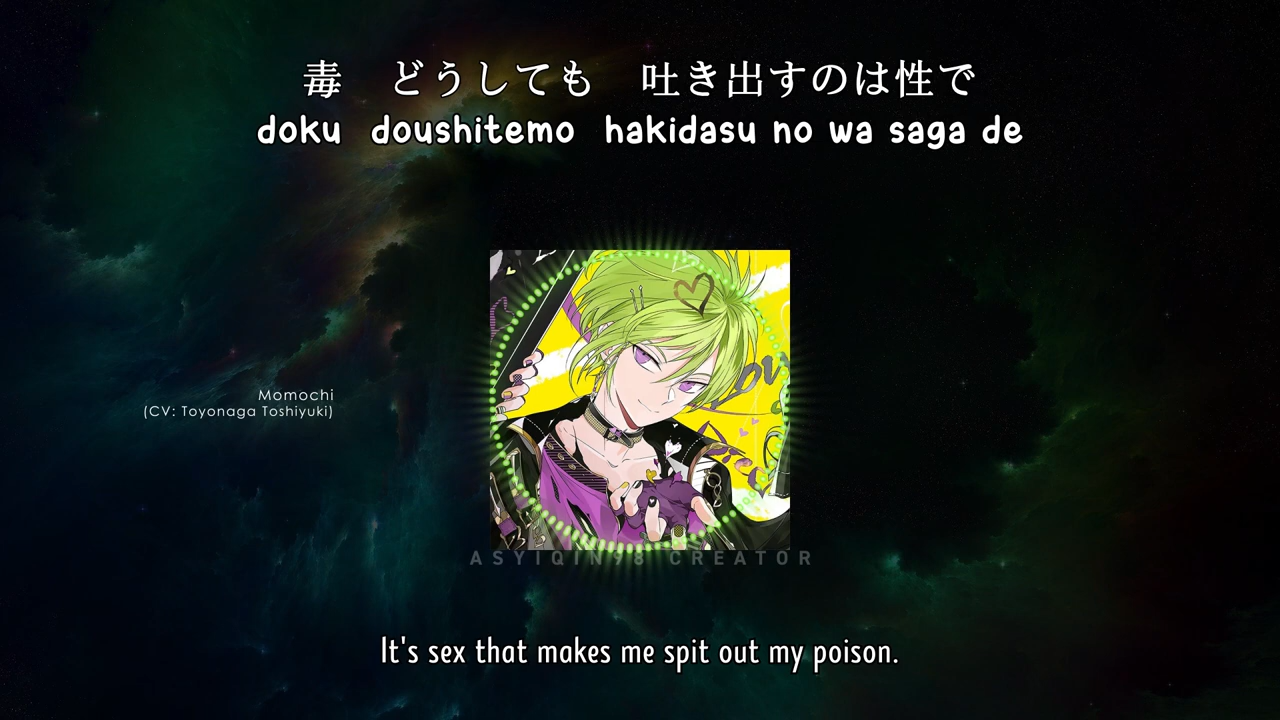 毒　どうしても　吐き出すのは性で
doku doushitemo hakidasu no wa saga de
Momochi
(CV: Toyonaga Toshiyuki)
ASYIQIN98 CREATOR
It's sex that makes me spit out my poison.